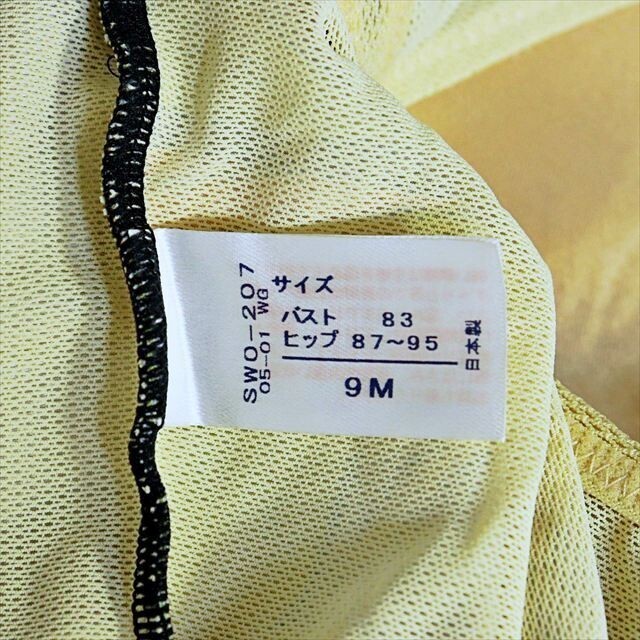 サイズ
バスト 83
ヒップ 87～95
9M
SWO-207
05-01 WG
日本製